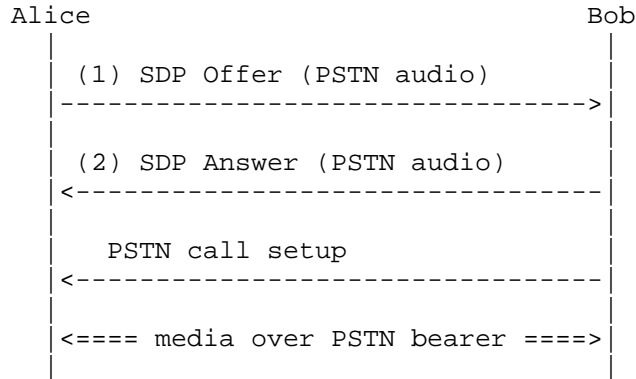 Alice Bob
(1) SDP Offer (PSTN audio)
(2) SDP Answer (PSTN audio)
PSTN call setup
<==== media over PSTN bearer ====>